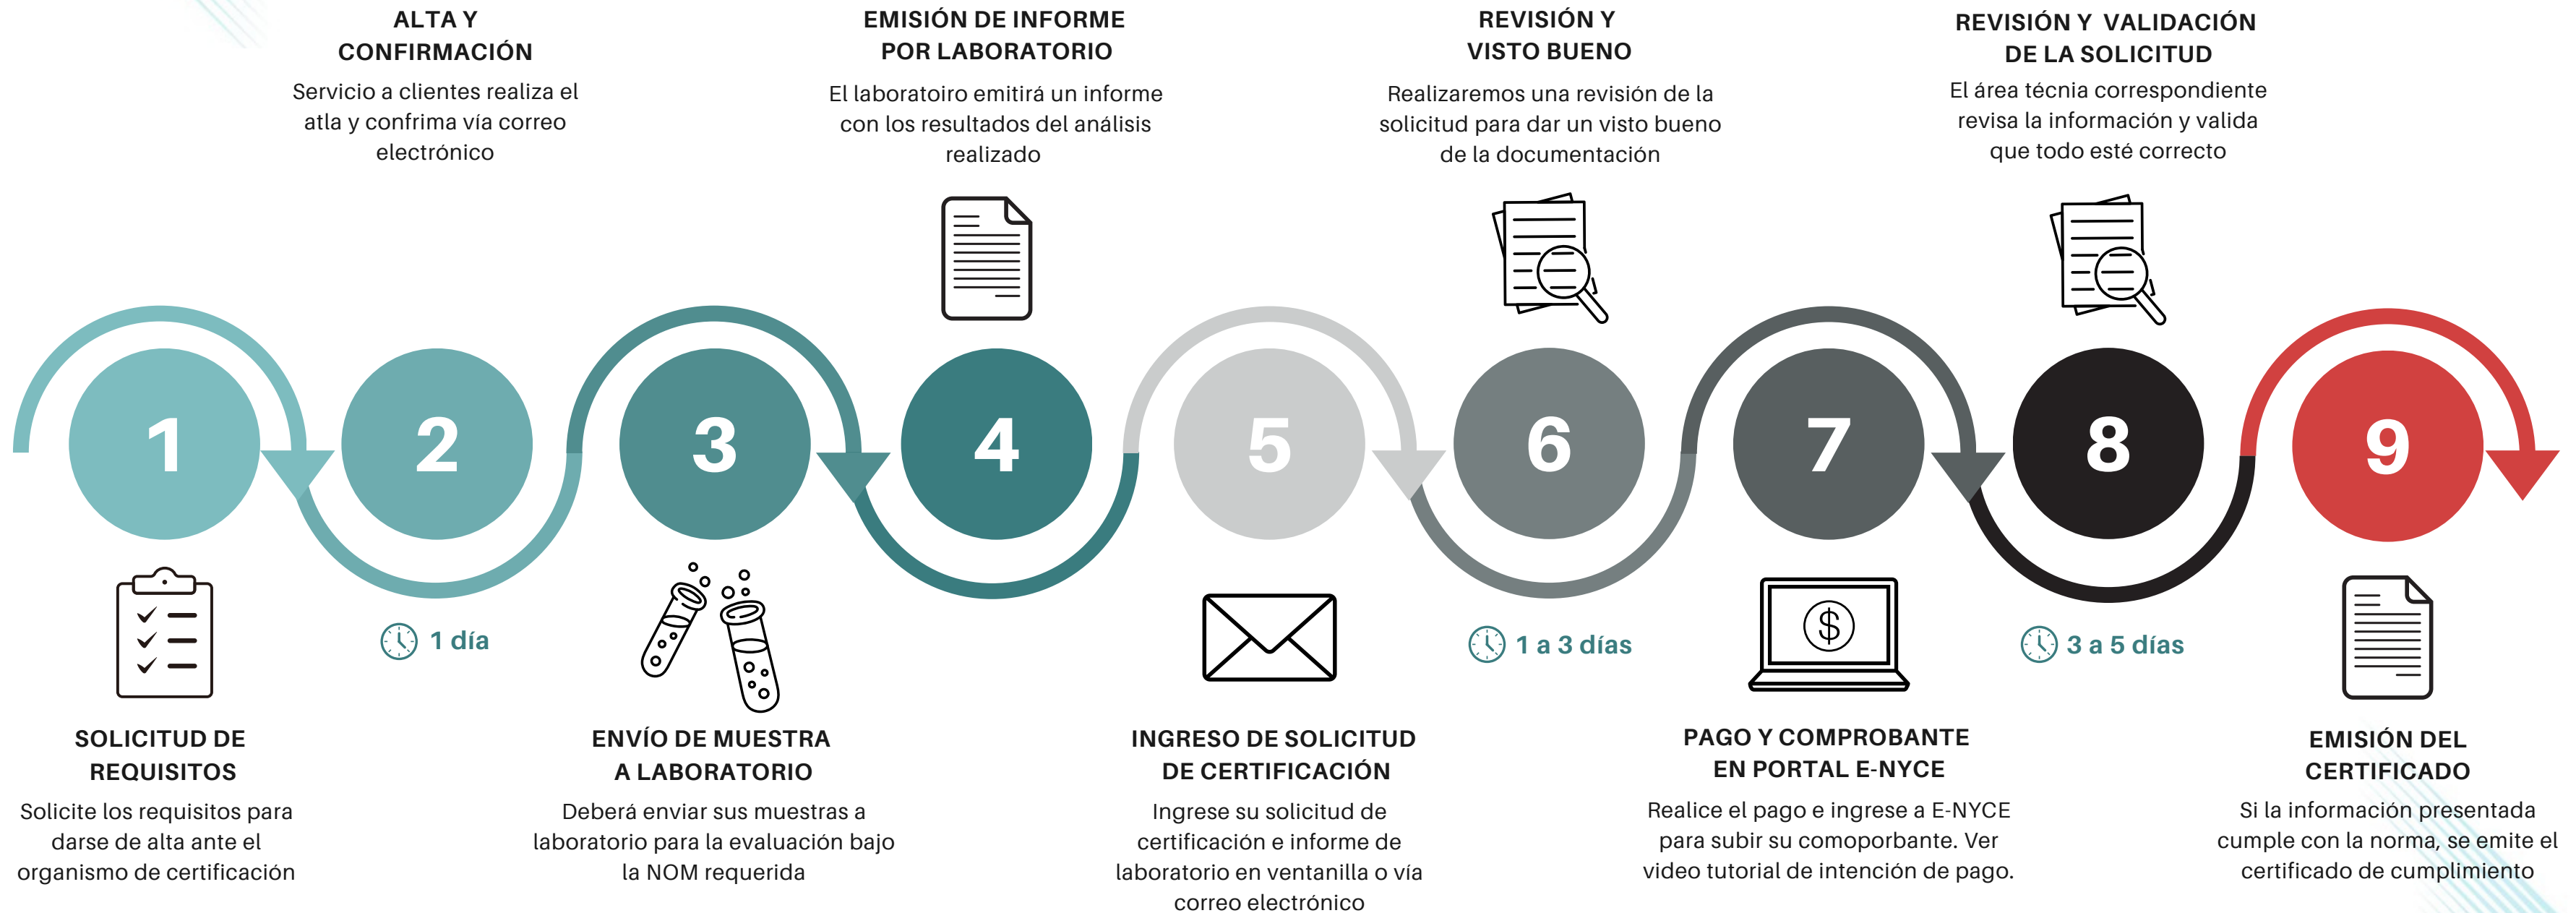 1
SOLICITUD DE
REQUISITOS
Solicite los requisitos para
darse de alta ante el
organismo de certificación
ALTA Y
CONFIRMACIÓN
Servicio a clientes realiza el
atla y confrima vía correo
electrónico
2
1 día
3
ENVÍO DE MUESTRA
A LABORATORIO
Deberá enviar sus muestras a
laboratorio para la evaluación bajo
la NOM requerida
EMISIÓN DE INFORME
POR LABORATORIO
El laboratoiro emitirá un informe
con los resultados del análisis
realizado
4
5
INGRESO DE SOLICITUD
DE CERTIFICACIÓN
Ingrese su solicitud de
certificación e informe de
laboratorio en ventanilla o vía
correo electrónico
REVISIÓN Y
VISTO BUENO
Realizaremos una revisión de la
solicitud para dar un visto bueno
de la documentación
6
1 a 3 días
7
$
PAGO Y COMPROBANTE
EN PORTAL E-NYCE
Realice el pago e ingrese a E-NYCE
para subir su comoporbante. Ver
video tutorial de intención de pago.
REVISIÓN Y VALIDACIÓN
DE LA SOLICITUD
El área técnia correspondiente
revisa la información y valida
que todo esté correcto
8
3 a 5 días
9
EMISIÓN DEL
CERTIFICADO
Si la información presentada
cumple con la norma, se emite el
certificado de cumplimiento